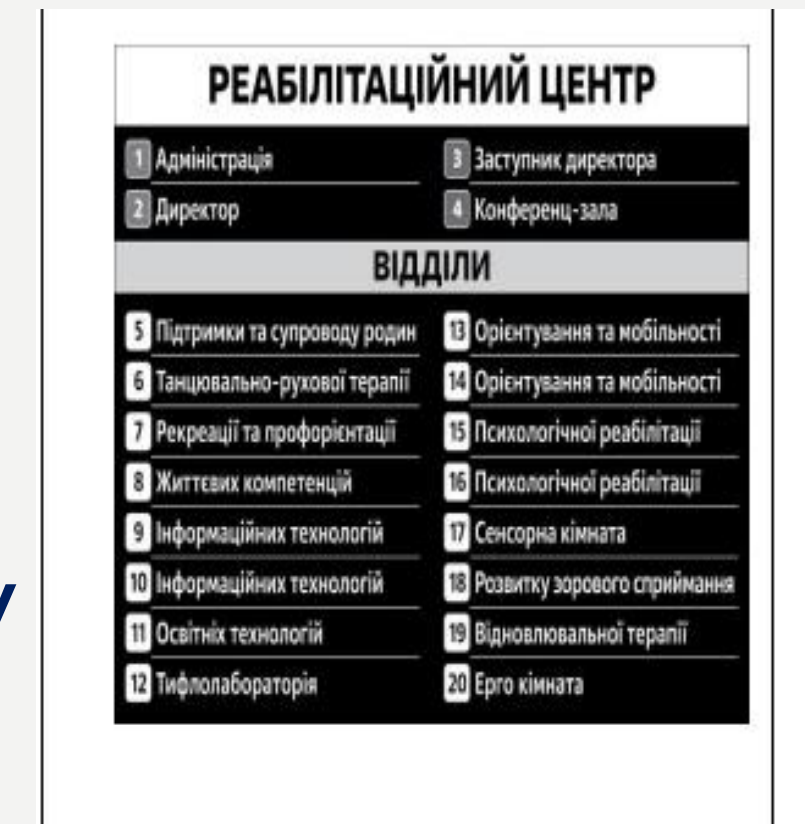 РЕАБІЛІТАЦІЙНИЙ ЦЕНТР
1 Адміністрація
2 Директор
3 Заступник директора
4 Конференц-зала
ВІДДІЛИ
5 Підтримки та супроводу родин
6 Танцювально-рухової терапії
7 Рекреації та профорієнтації
8 Життєвих компетенцій
9 Інформаційних технологій
10 Інформаційних технологій
11 Освітніх технологій
12 Тифлолабораторія
13 Орієнтування та мобільності
14 Орієнтування та мобільності
15 Психологічної реабілітації
16 Психологічної реабілітації
17 Сенсорна кімната
18 Розвитку зорового сприймання
19 Відновлювальної терапії
20 Ерго кімната